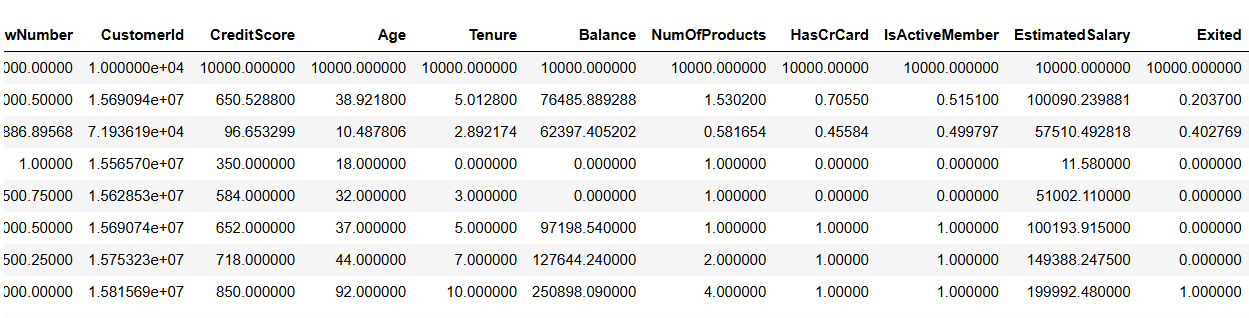 wNumber CustomerId CreditScore Age Tenure Balance NumOfProducts HasCrCard IsActiveMember EstimatedSalary Exited
000.00000 1.000000e+04 10000.000000 10000.000000 10000.000000 10000.000000 10000.000000 10000.00000 10000.000000 10000.000000 10000.000000
000.50000 1.569094e+07 650.528800 38.921800 5.012800 76485.889288 1.530200 0.70550 0.515100 100090.239881 0.203700
886.89568 7.193619e+04 96.653299 10.487806 2.892174 62397.405202 0.581654 0.45584 0.499797 57510.492818 0.402769
1.00000 1.556570e+07 350.000000 18.000000 0.000000 0.000000 1.000000 0.00000 0.000000 11.580000 0.000000
500.75000 1.562853e+07 584.000000 32.000000 3.000000 0.000000 1.000000 0.00000 0.000000 51002.110000 0.000000
000.50000 1.569074e+07 652.000000 37.000000 5.000000 97198.540000 1.000000 1.00000 1.000000 100193.915000 0.000000
500.25000 1.575323e+07 718.000000 44.000000 7.000000 127644.240000 2.000000 1.00000 1.000000 149388.247500 0.000000
000.00000 1.581569e+07 850.000000 92.000000 10.000000 250898.090000 4.000000 1.00000 1.000000 199992.480000 1.000000